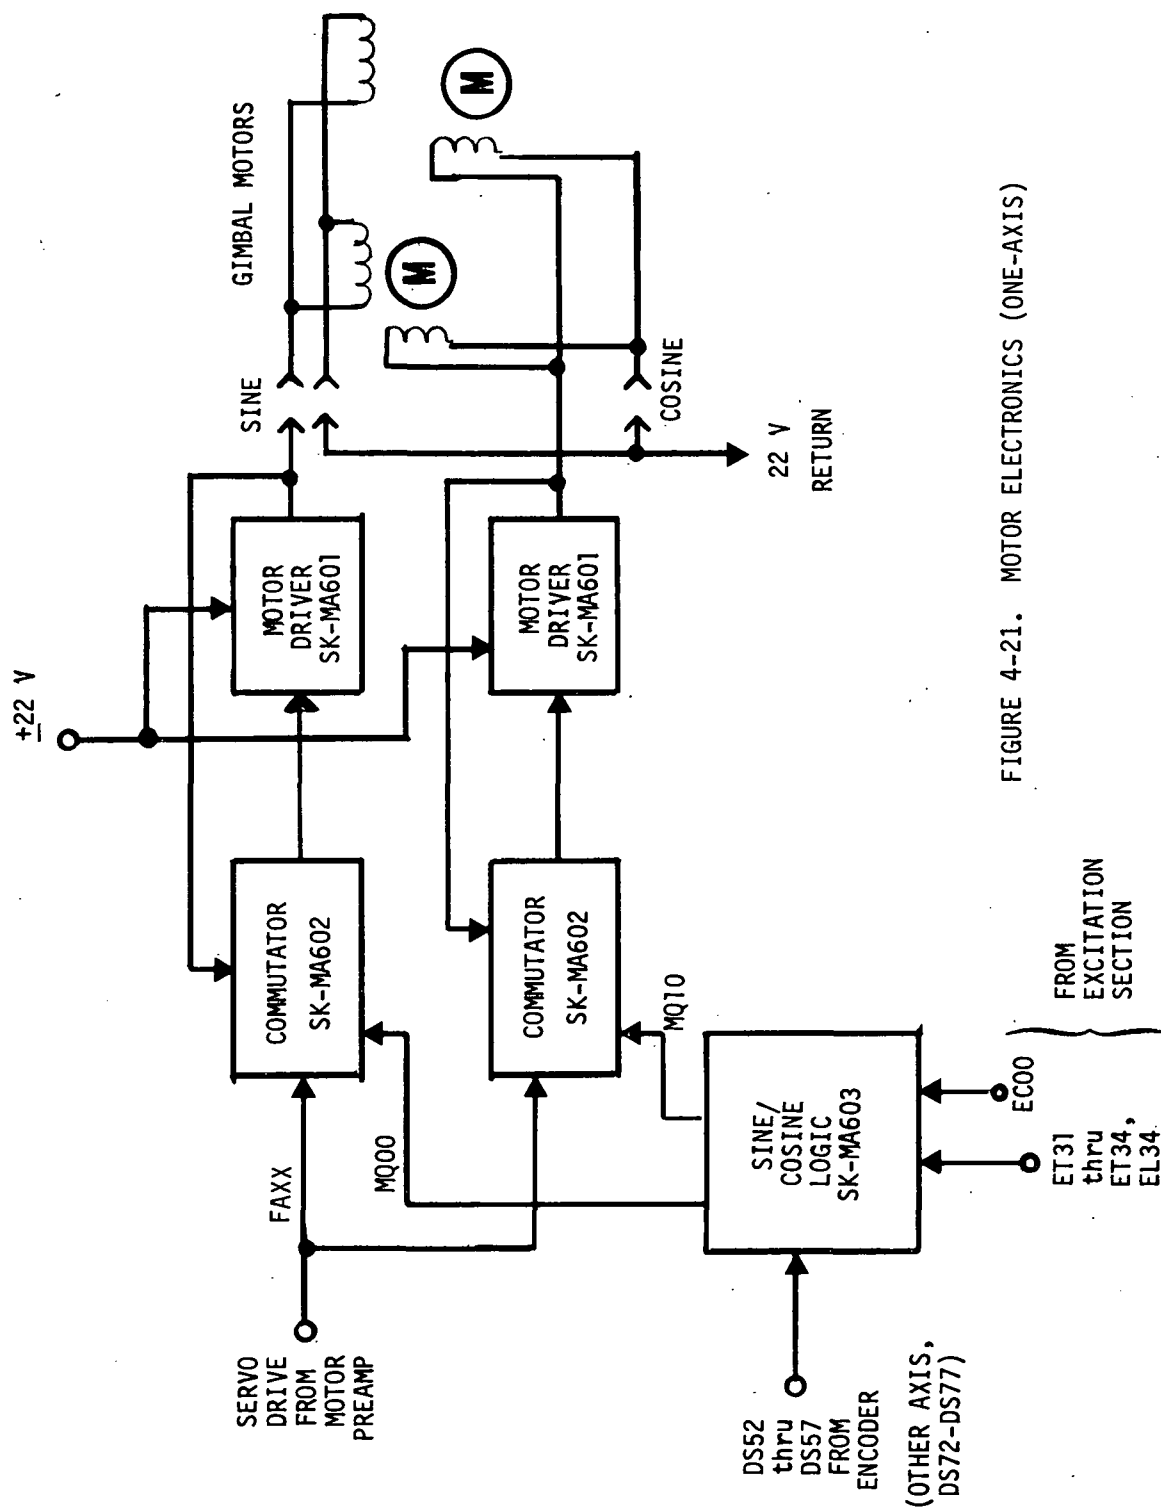 SERVO
DRIVE
FROM
MOTOR
PREAMP
FAXX
COMMUTATOR
SK-MA602
+22 V
MOTOR
DRIVER
SK-MA601
SINE
GIMBAL MOTORS
M
M
MQ00
COMMUTATOR
SK-MA602
MOTOR
DRIVER
SK-MA601
COSINE
22 V
RETURN
MQ10
DS52
thru
DS57
FROM
ENCODER
(OTHER AXIS,
DS72-DS77)
SINE/
COSINE
LOGIC
SK-MA603
ET31
thru
ET34,
EL34
EC00
FROM
EXCITATION
SECTION
FIGURE 4-21. MOTOR ELECTRONICS (ONE-AXIS)